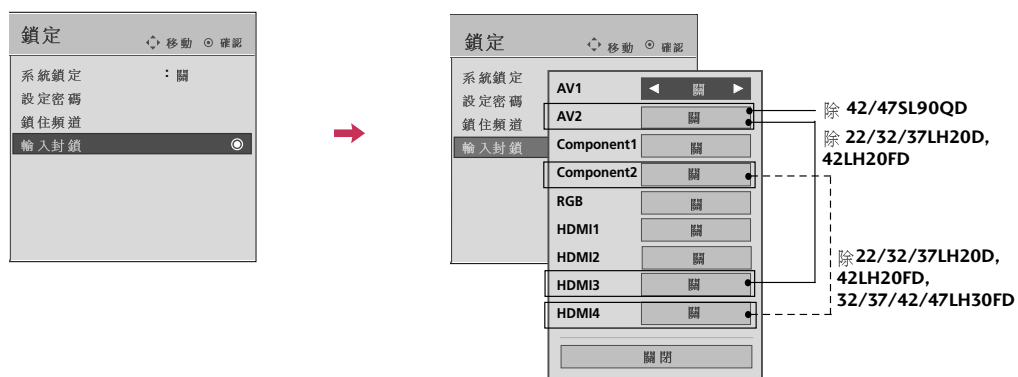 鎖定
移動 ⊙ 確認
系統鎖定 : 關
設定密碼
鎖住頻道
輸入封鎖
鎖定
移動 ⊙ 確認
系統鎖定
設定密碼
鎖住頻道
輸入封鎖
AV1 ◀ 關 ▶
AV2 關
Component1 關
Component2 關
RGB 關
HDMI1 關
HDMI2 關
HDMI3 關
HDMI4 關
關閉
除 42/47SL90QD
除 22/32/37LH20D,
42LH20FD
除22/32/37LH20D,
42LH20FD,
32/37/42/47LH30FD